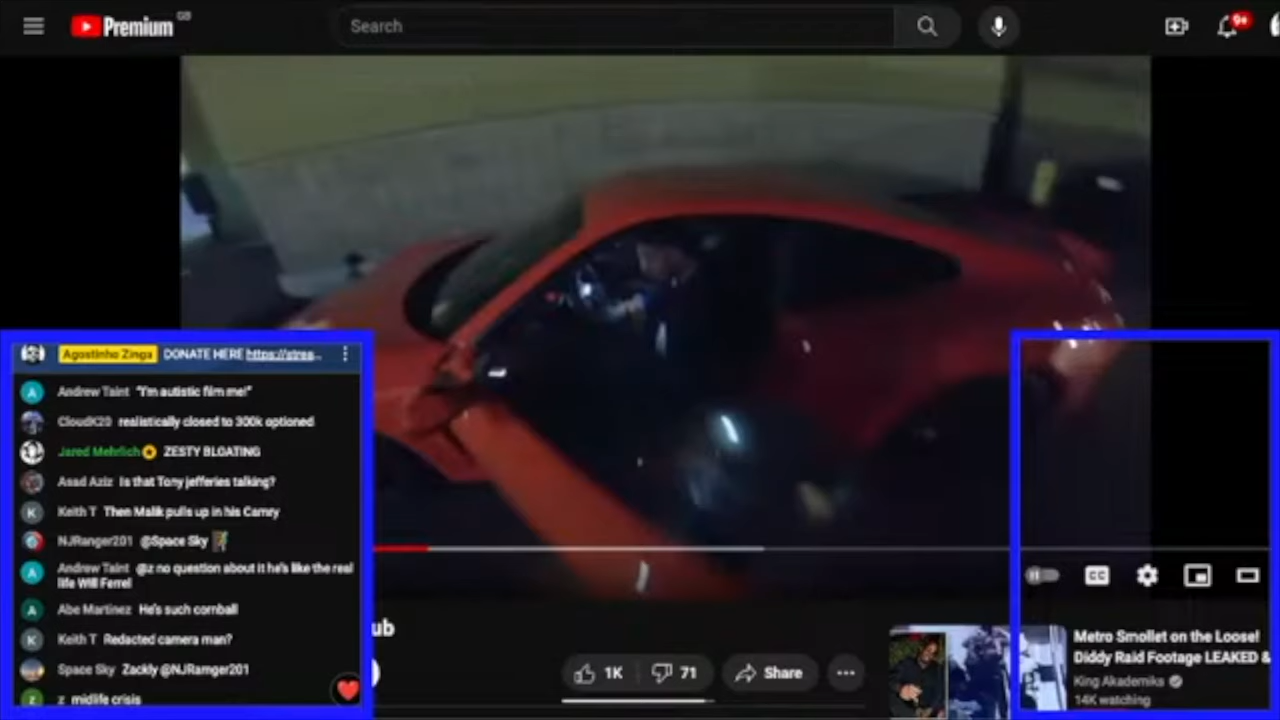 Premium GB
Search
9+
Agostinho Zinga DONATE HERE https://strea...
A Andrew Taint "I'm autistic film me!"
CloudK20 realistically closed to 300k optioned
Jared Mehrlich ZESTY BLOATING
Asad Aziz Is that Tony jefferies talking?
K Keith T Then Malik pulls up in his Camry
NJRanger201 @Space Sky
A Andrew Taint @z no question about it he's like the real
life Will Ferrel
A Abe Martinez He's such cornball
K Keith T Redacted camera man?
Space Sky Zackly @NJRamger201
z z midlife crisis
ub
1K
71
Share
CC
Metro Smollet on the Loose!
Diddy Raid Footage LEAKED &
King Akademiks
14K watching